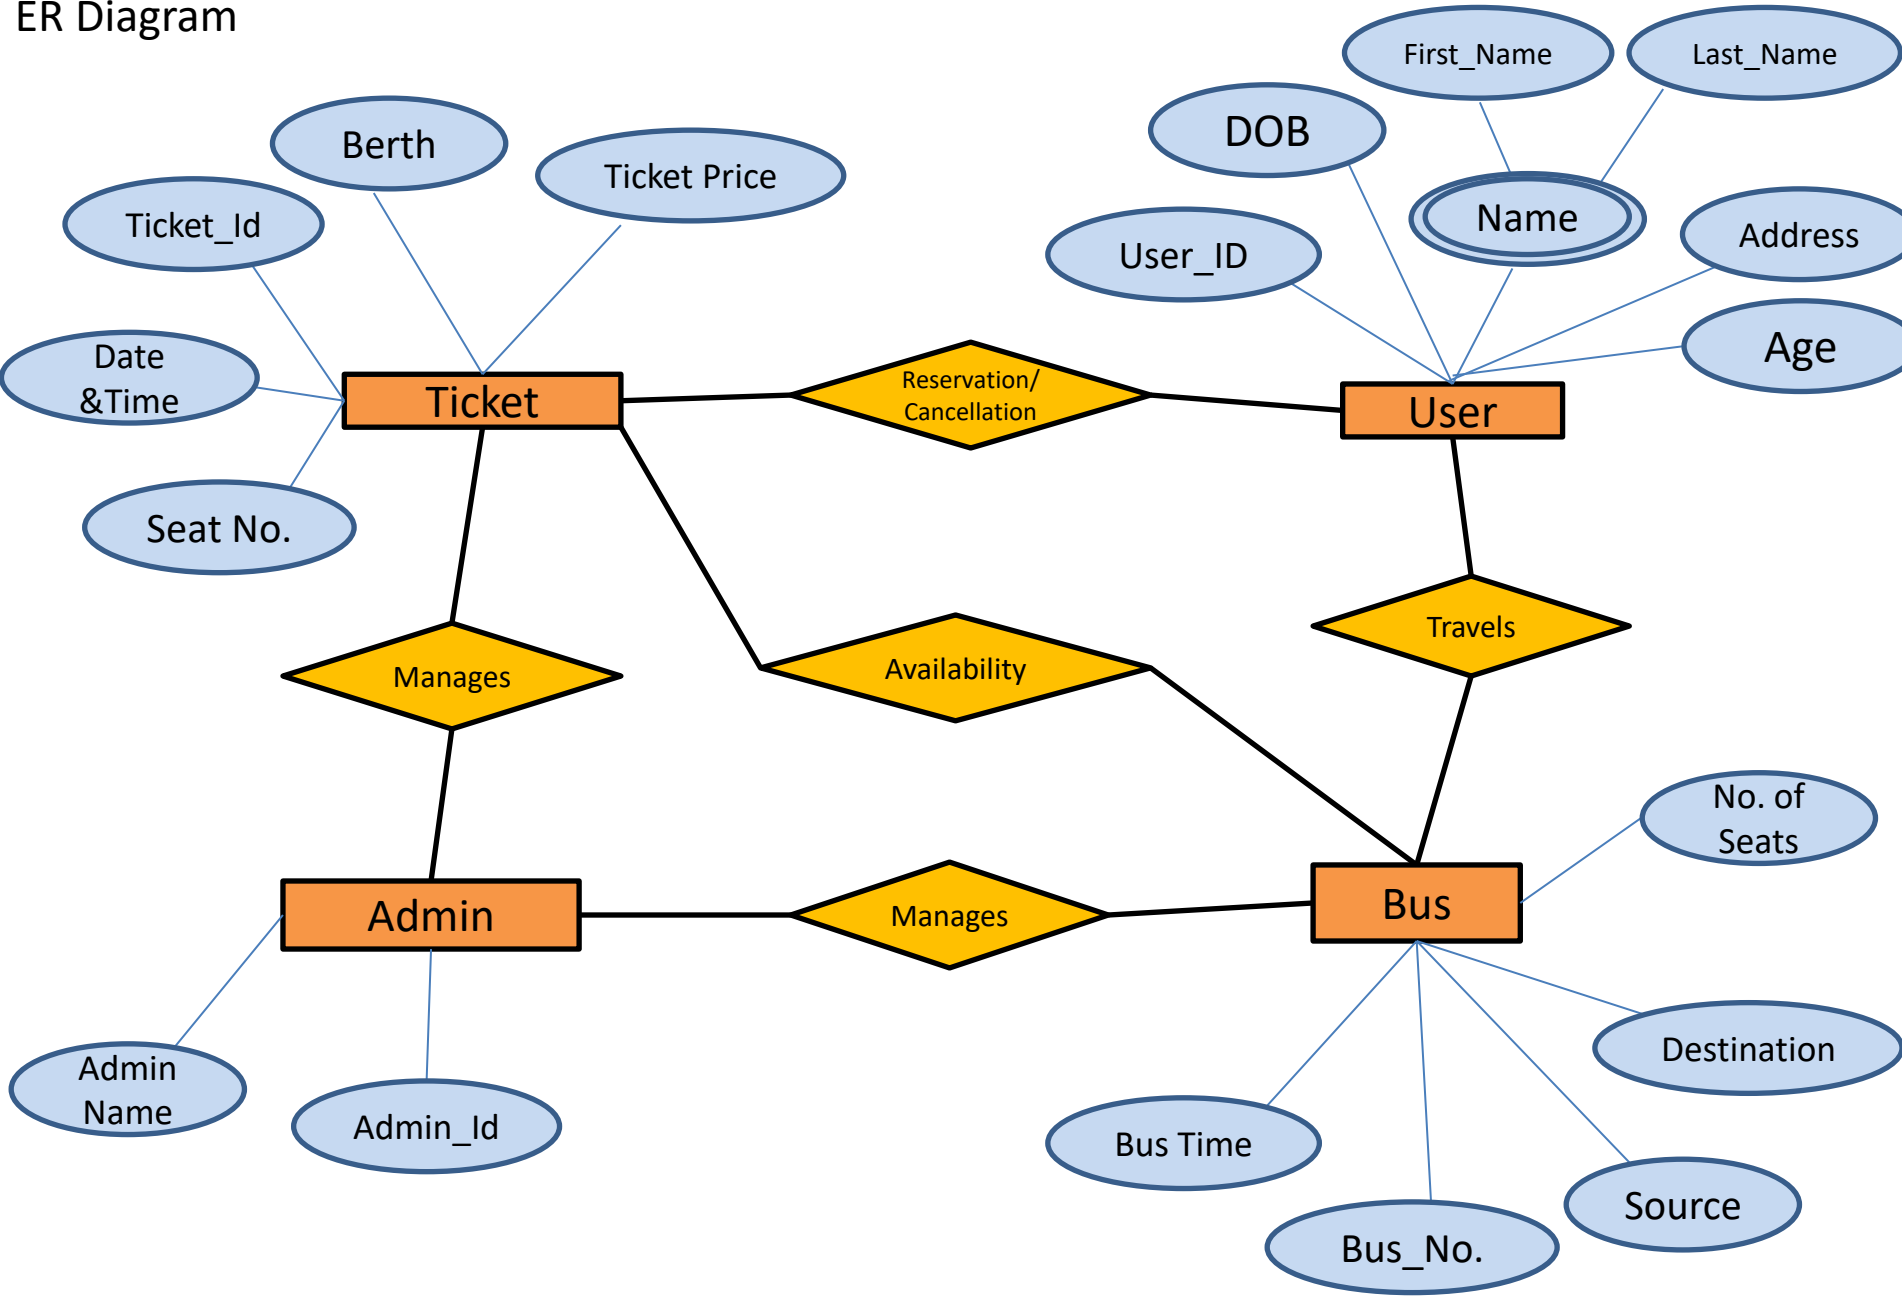 ER Diagram
First_Name
Last_Name
DOB
Berth
Ticket Price
Name
Ticket_Id
Address
User_ID
Age
Date
&Time
Reservation/
Cancellation
Ticket
User
Seat No.
Travels
Availability
Manages
No. of
Seats
Bus
Admin
Manages
Destination
Admin
Name
Admin_Id
Bus Time
Source
Bus_No.